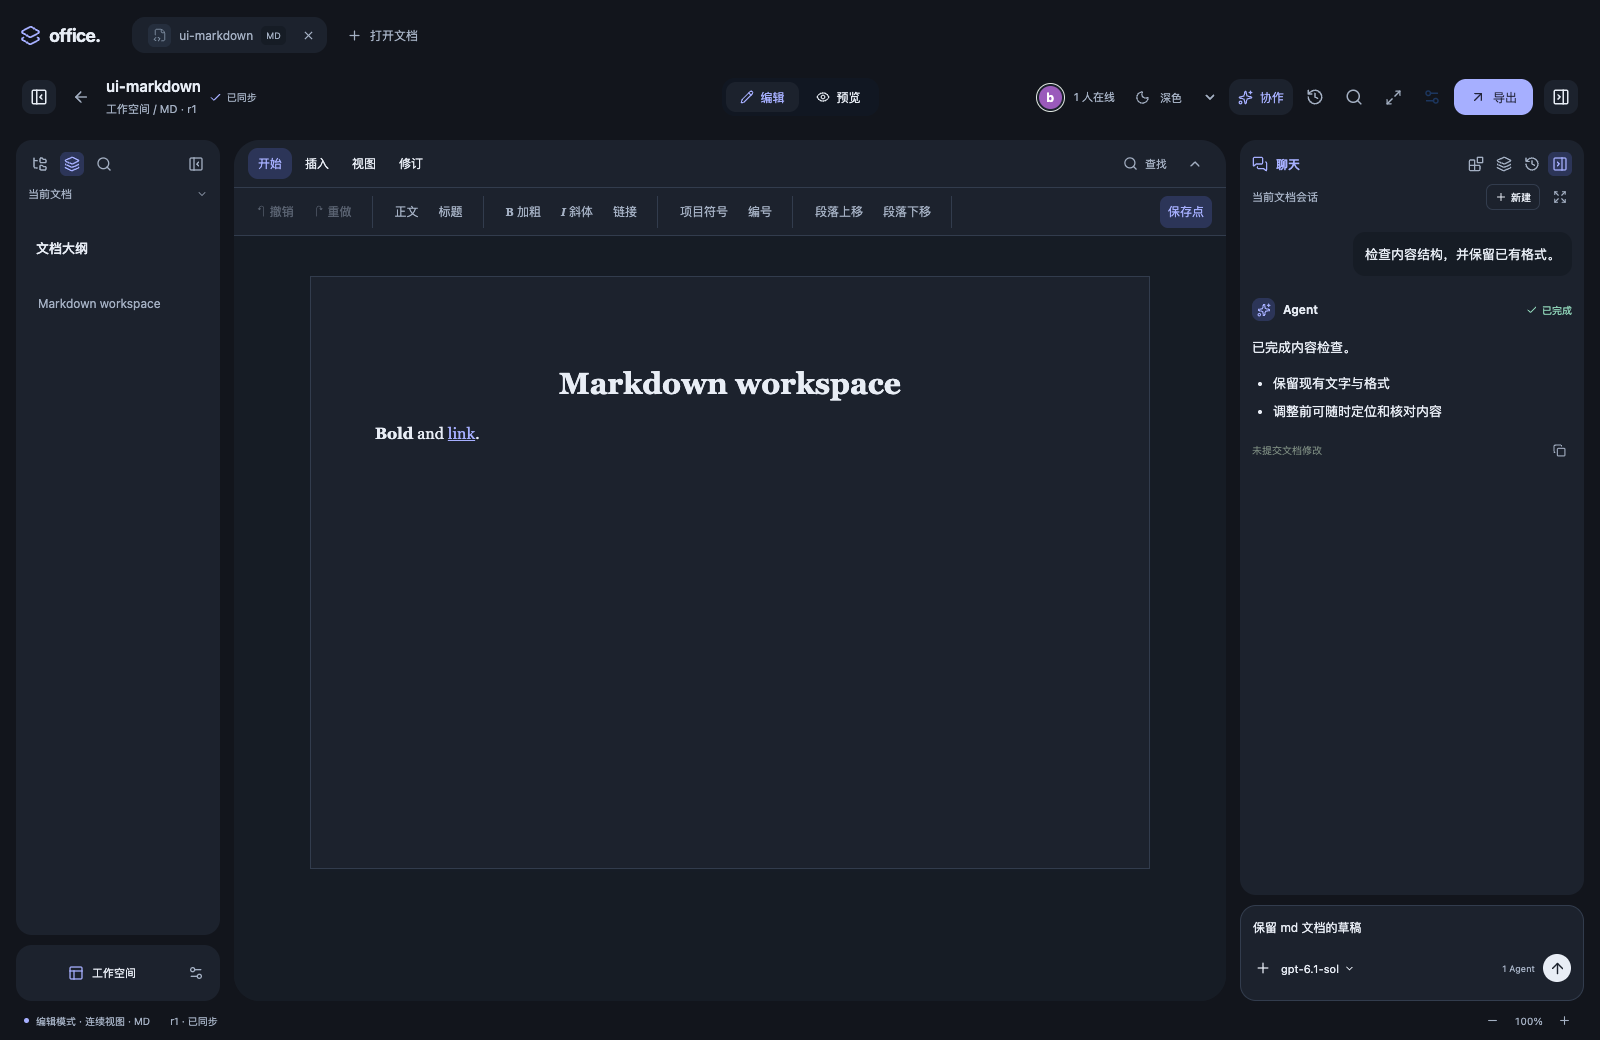 office.
ui-markdown MD
打开文档
ui-markdown
已同步
工作空间 / MD · r1
编辑
预览
b
1 人在线
深色
协作
导出
当前文档
文档大纲
Markdown workspace
工作空间
开始 插入 视图 修订
查找
撤销 重做 正文 标题 B 加粗 I 斜体 链接 项目符号 编号 段落上移 段落下移 保存点
Markdown workspace
Bold and link.
聊天
当前文档会话
新建
检查内容结构，并保留已有格式。
Agent
已完成
已完成内容检查。
• 保留现有文字与格式
• 调整前可随时定位和核对内容
未提交文档修改
保留 md 文档的草稿
gpt-6.1-sol
1 Agent
编辑模式 · 连续视图 · MD r1 · 已同步
100%